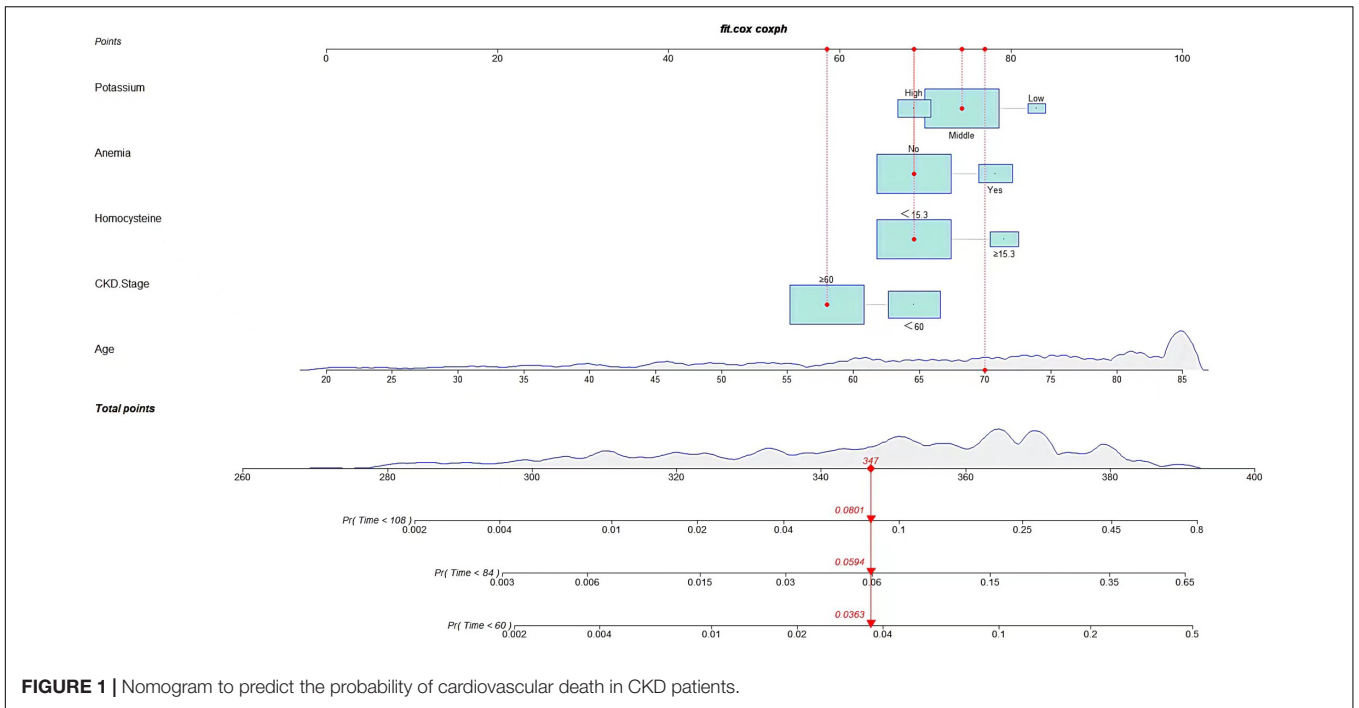 fit.cox coxph
Points
0 20 40 60 80 100
Potassium
High
Low
Middle
Anemia
No
Yes
Homocysteine
<15.3
≥15.3
CKD.Stage
≥60
<60
Age
20 25 30 35 40 45 50 55 60 65 70 75 80 85
Total points
347
260 300 320 340 360 380 400
0.0801
Pr( Time < 108 )
0.002 0.004 0.01 0.02 0.04 0.1 0.25 0.45 0.8
0.0594
Pr( Time < 84 )
0.003 0.006 0.015 0.03 0.06 0.15 0.35 0.65
0.0363
Pr( Time < 60 )
0.002 0.004 0.01 0.02 0.04 0.1 0.2 0.5
FIGURE 1 | Nomogram to predict the probability of cardiovascular death in CKD patients.